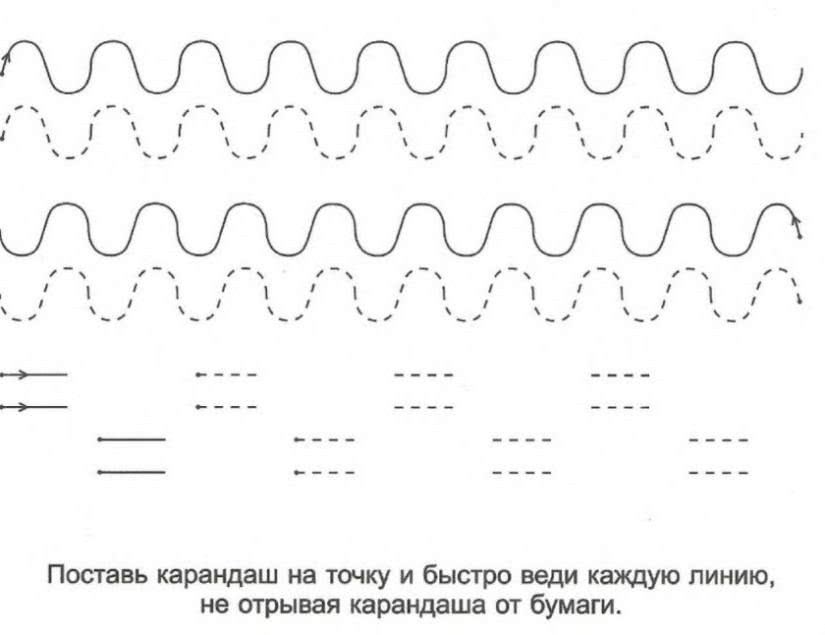 Поставь карандаш на точку и быстро веди каждую линию,
не отрывая карандаша от бумаги.